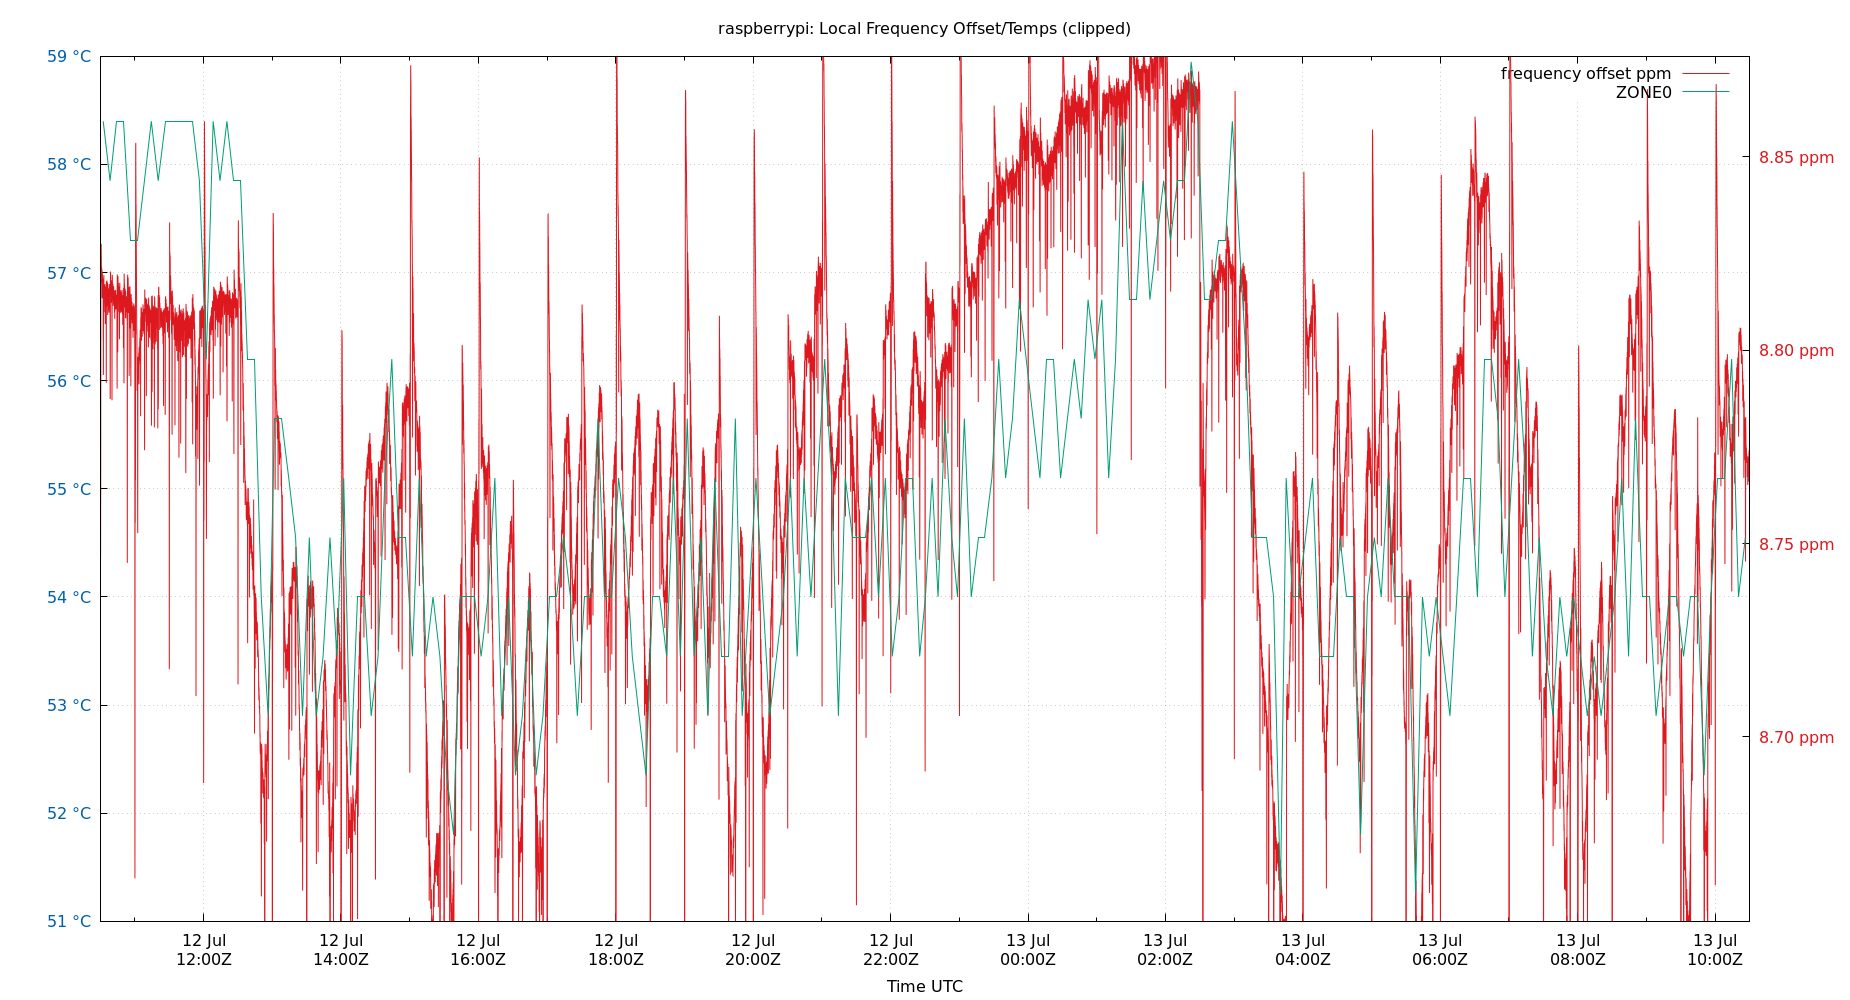 raspberrypi: Local Frequency Offset/Temps (clipped)
59 °C
58 °C
57 °C
56 °C
55 °C
54 °C
53 °C
52 °C
51 °C
frequency offset ppm
ZONE0
8.85 ppm
8.80 ppm
8.75 ppm
8.70 ppm
12 Jul
12:00Z
12 Jul
14:00Z
12 Jul
16:00Z
12 Jul
18:00Z
12 Jul
20:00Z
12 Jul
22:00Z
13 Jul
00:00Z
13 Jul
02:00Z
13 Jul
04:00Z
13 Jul
06:00Z
13 Jul
08:00Z
13 Jul
10:00Z
Time UTC